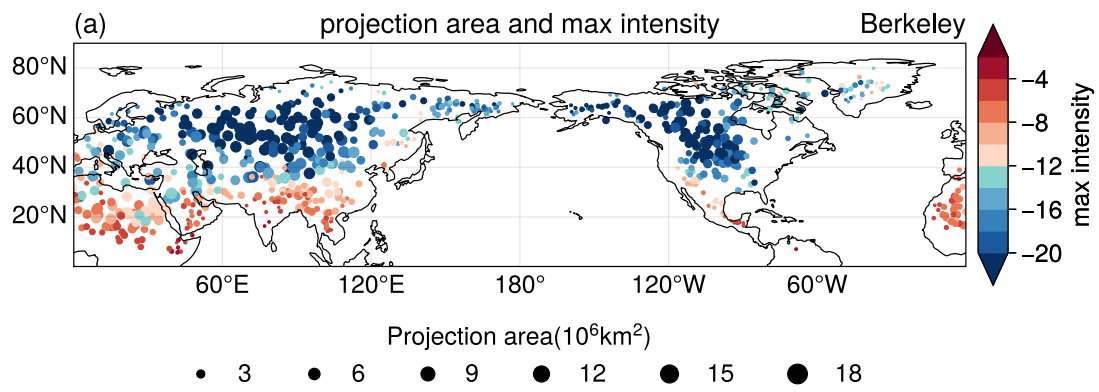 (a) projection area and max intensity Berkeley
80°N
60°N
40°N
20°N
60°E 120°E 180° 120°W 60°W
−4
−8
−12
−16
−20
max intensity
Projection area(10⁶km²)
3 6 9 12 15 18